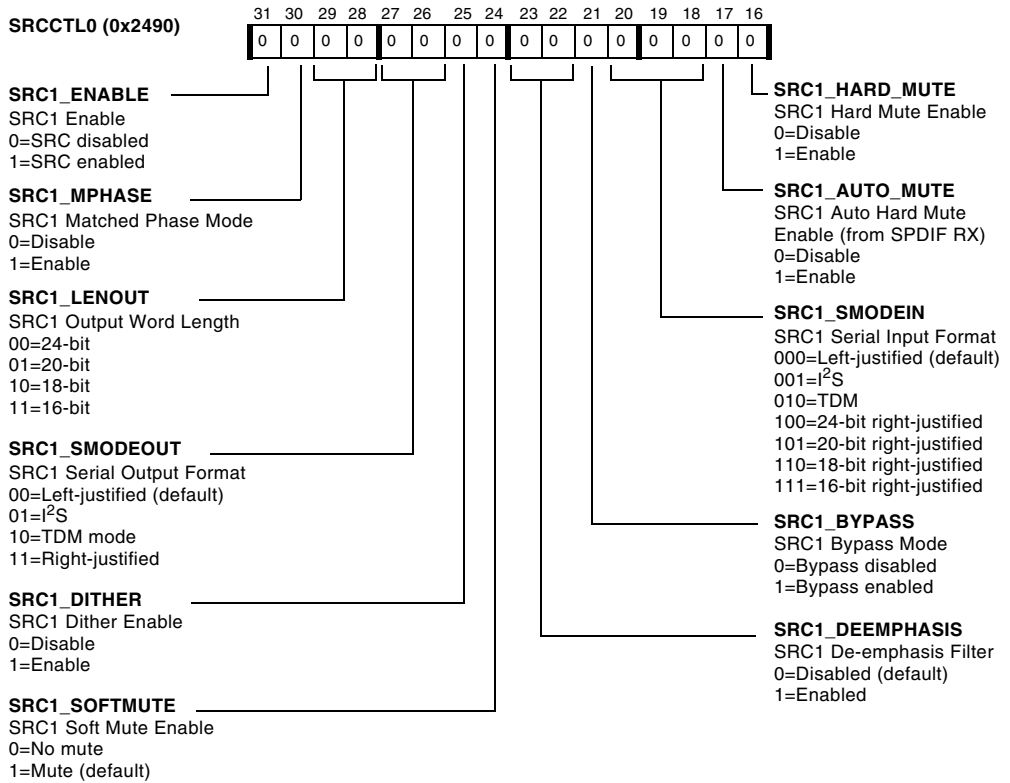 SRCCTL0 (0x2490)
31 30 29 28 27 26 25 24 23 22 21 20 19 18 17 16
0 0 0 0 0 0 0 0 0 0 0 0 0 0 0 0
SRC1_ENABLE
SRC1 Enable
0=SRC disabled
1=SRC enabled
SRC1_MPHASE
SRC1 Matched Phase Mode
0=Disable
1=Enable
SRC1_LENOUT
SRC1 Output Word Length
00=24-bit
01=20-bit
10=18-bit
11=16-bit
SRC1_SMODEOUT
SRC1 Serial Output Format
00=Left-justified (default)
01=I²S
10=TDM mode
11=Right-justified
SRC1_DITHER
SRC1 Dither Enable
0=Disable
1=Enable
SRC1_SOFTMUTE
SRC1 Soft Mute Enable
0=No mute
1=Mute (default)
SRC1_HARD_MUTE
SRC1 Hard Mute Enable
0=Disable
1=Enable
SRC1_AUTO_MUTE
SRC1 Auto Hard Mute
Enable (from SPDIF RX)
0=Disable
1=Enable
SRC1_SMODEIN
SRC1 Serial Input Format
000=Left-justified (default)
001=I²S
010=TDM
100=24-bit right-justified
101=20-bit right-justified
110=18-bit right-justified
111=16-bit right-justified
SRC1_BYPASS
SRC1 Bypass Mode
0=Bypass disabled
1=Bypass enabled
SRC1_DEEMPHASIS
SRC1 De-emphasis Filter
0=Disabled (default)
1=Enabled